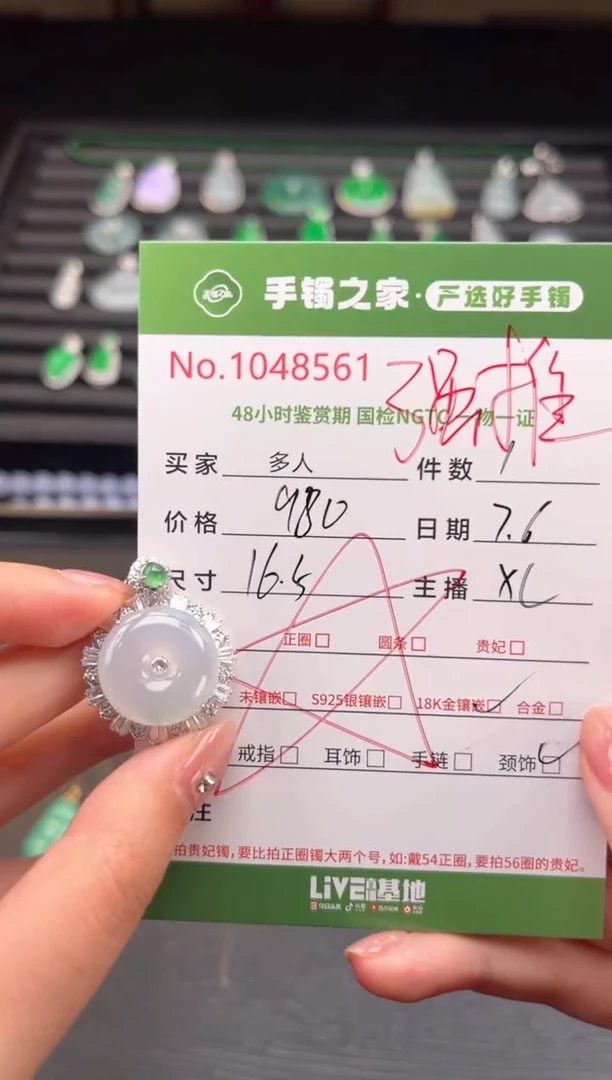 手镯之家·严选好手镯
No.1048561
强推
48小时鉴赏期 国检NGTC 一物一证
买家 多人 件数 1
价格 980 日期 7.6
尺寸 16.5 主播 XC
正圈□ 圆条□ 贵妃□
未镶嵌□ S925银镶嵌□ 18K金镶嵌☑ 合金□
戒指□ 耳饰□ 手链□ 颈饰☑
注
拍贵妃镯,要比拍正圈镯大两个号,如:戴54正圈,要拍56圈的贵妃。
LIVE 基地